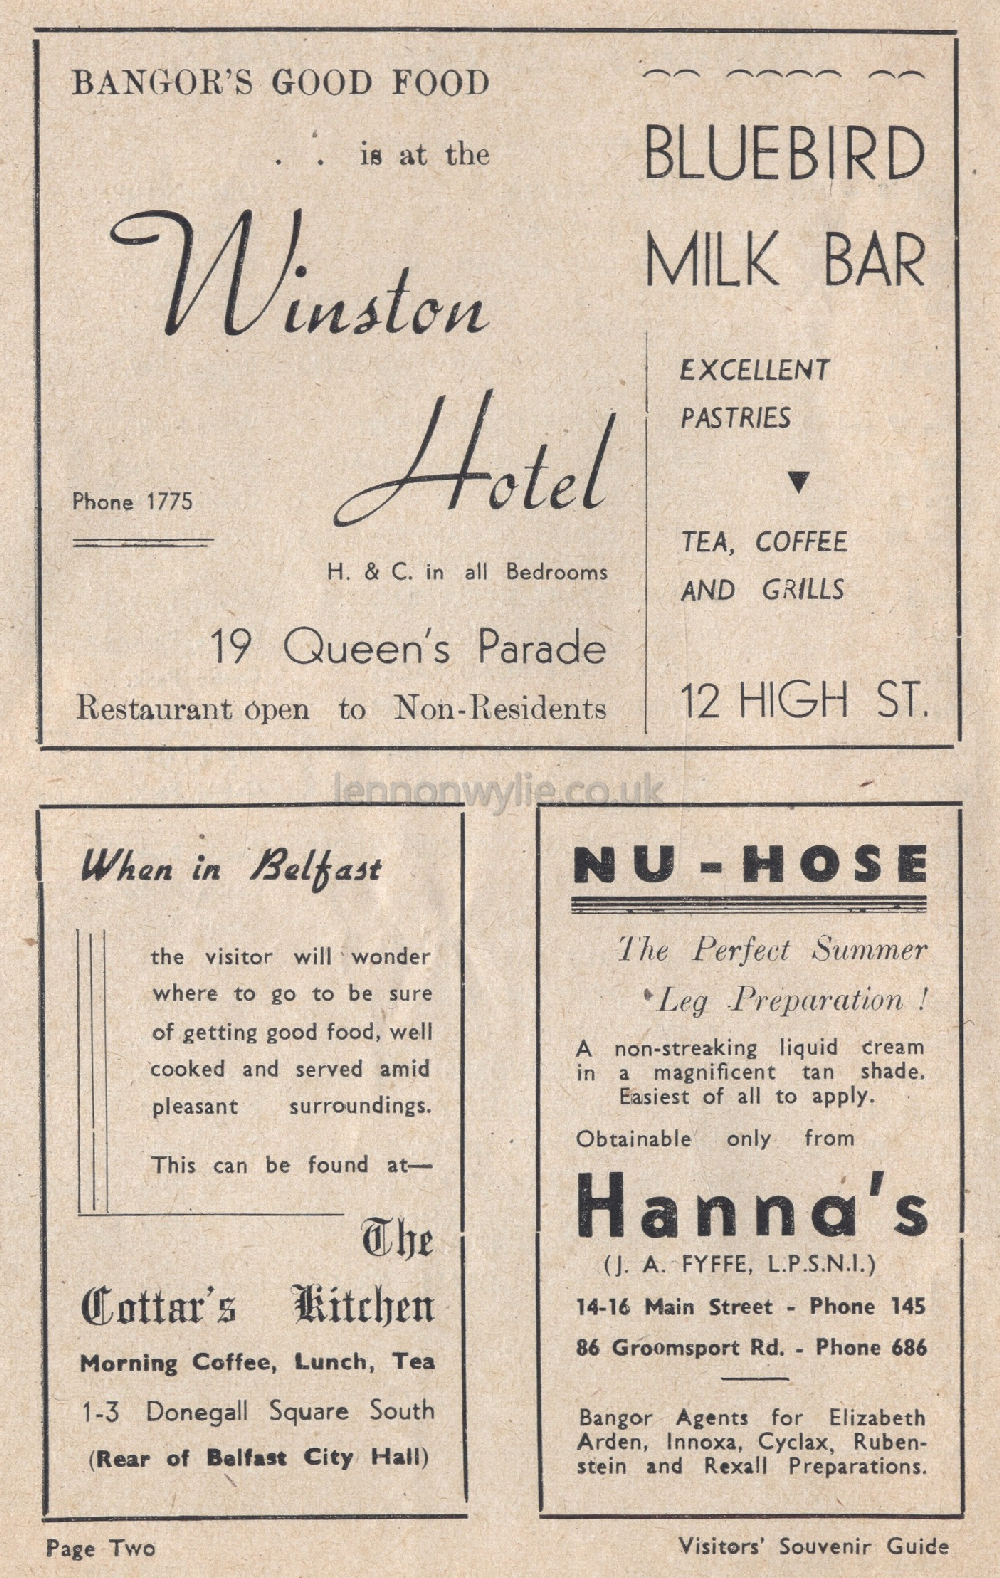 BANGOR'S GOOD FOOD
. . is at the
Winston
Hotel
Phone 1775
H. & C. in all Bedrooms
19 Queen's Parade
Restaurant open to Non-Residents
BLUEBIRD
MILK BAR
EXCELLENT
PASTRIES
TEA, COFFEE
AND GRILLS
12 HIGH ST.
lennonwylie.co.uk
When in Belfast
the visitor will wonder
where to go to be sure
of getting good food, well
cooked and served amid
pleasant surroundings.
This can be found at—
The
Cottar's Kitchen
Morning Coffee, Lunch, Tea
1-3 Donegall Square South
(Rear of Belfast City Hall)
NU-HOSE
The Perfect Summer
Leg Preparation !
A non-streaking liquid cream
in a magnificent tan shade.
Easiest of all to apply.
Obtainable only from
Hanna's
(J. A. FYFFE, L.P.S.N.I.)
14-16 Main Street - Phone 145
86 Groomsport Rd. - Phone 686
Bangor Agents for Elizabeth
Arden, Innoxa, Cyclax, Ruben-
stein and Rexall Preparations.
Page Two
Visitors' Souvenir Guide